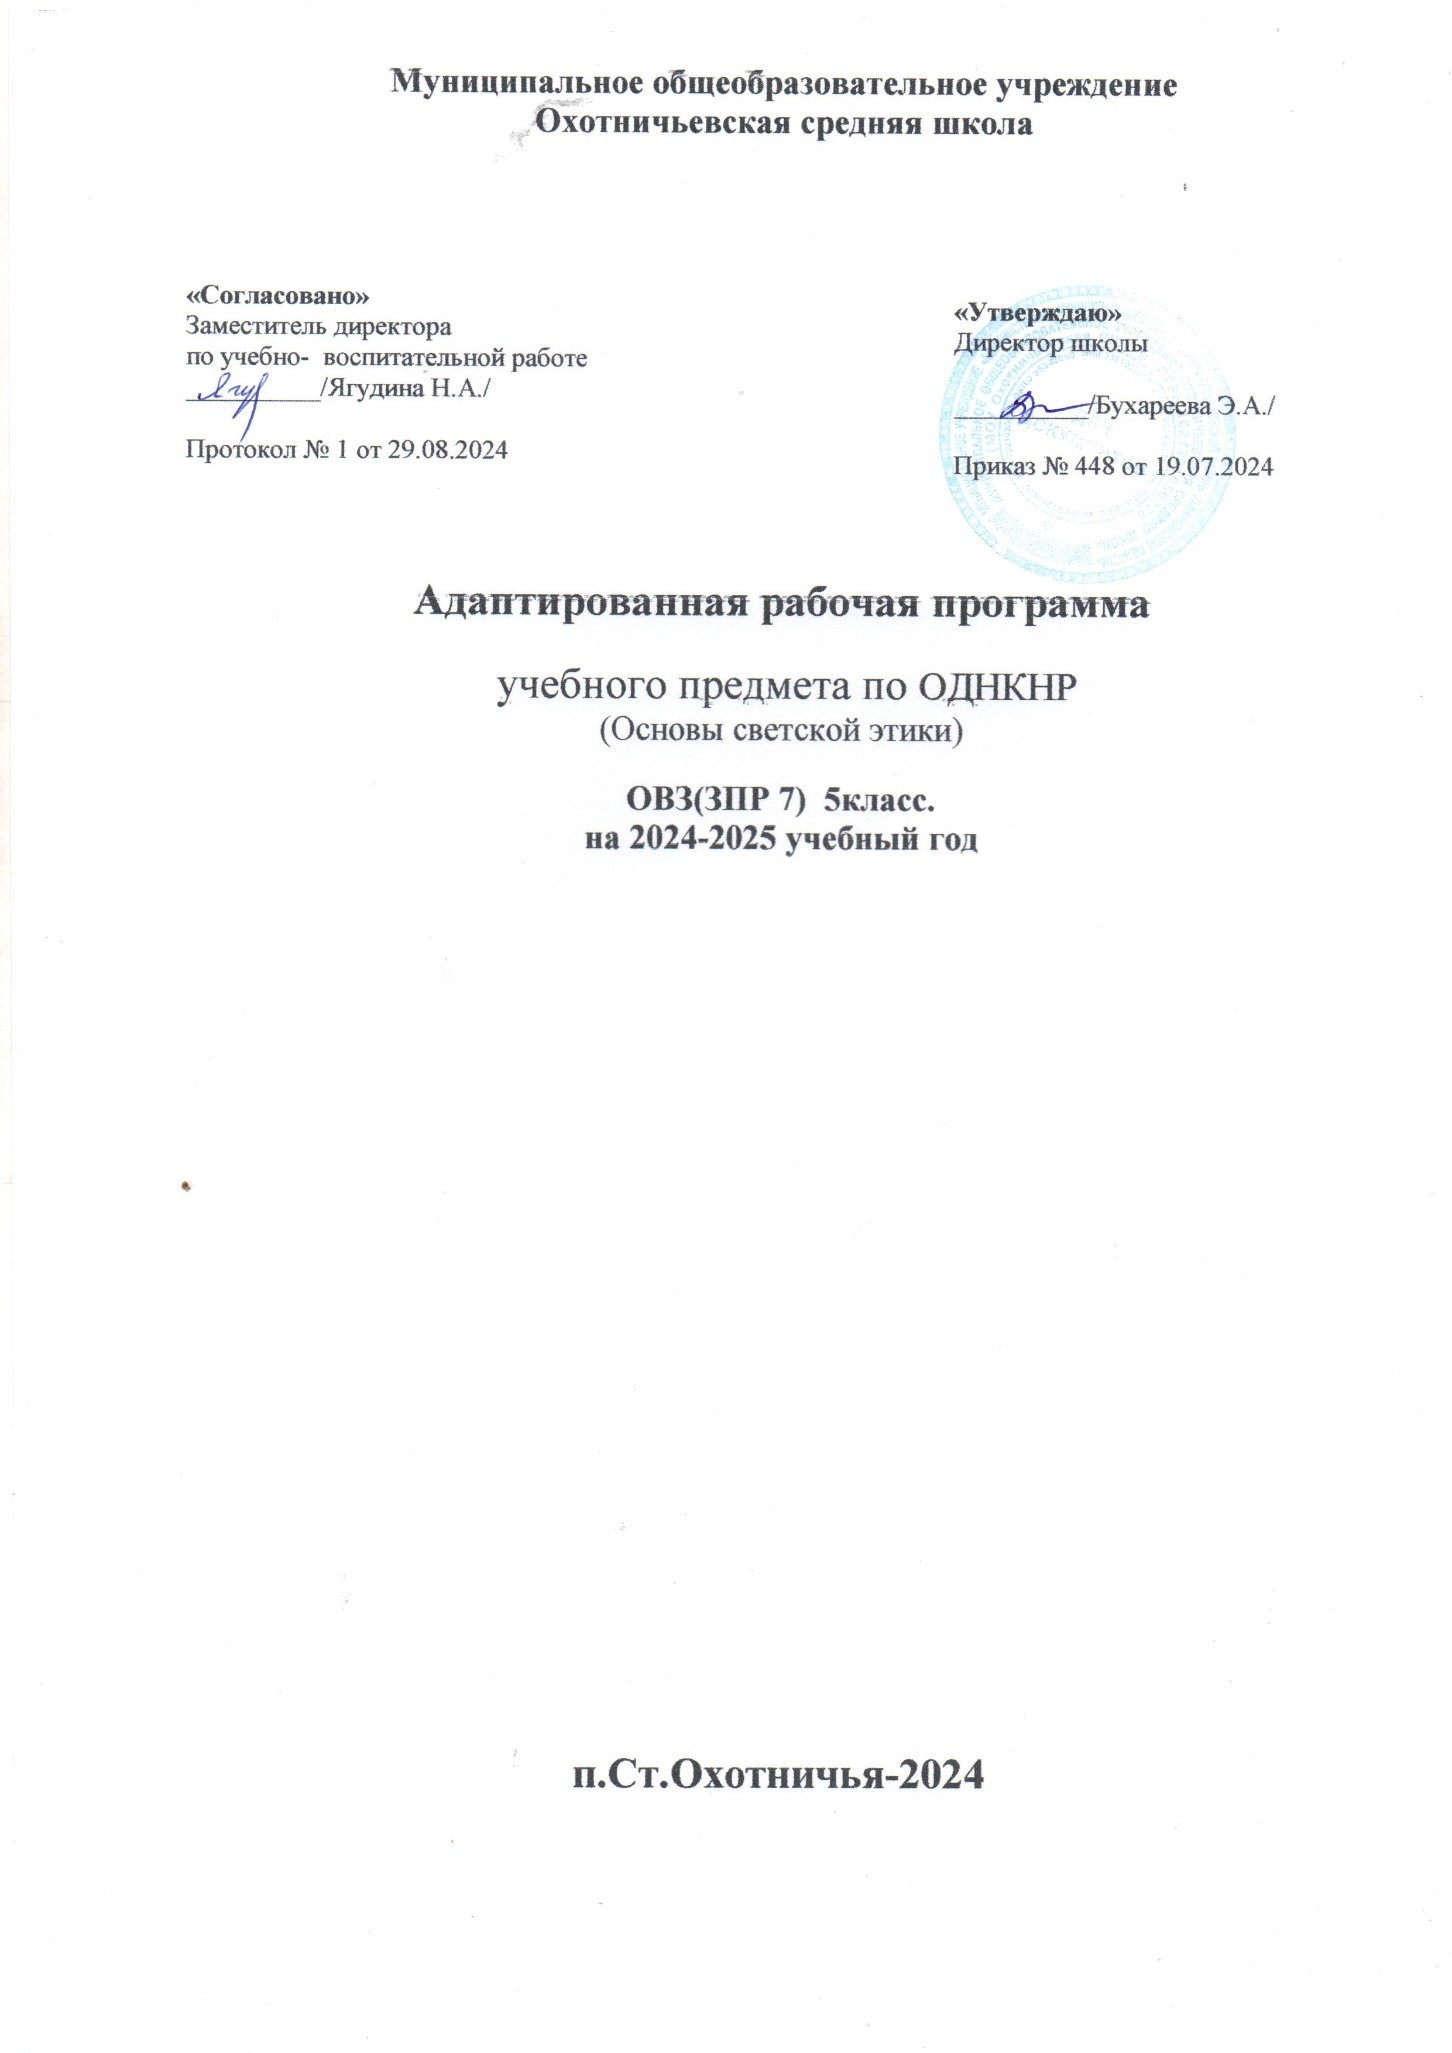 Муниципальное общеобразовательное учреждение
Охотничьевская средняя школа
«Согласовано»
Заместитель директора
по учебно-  воспитательной работе
__________/Ягудина Н.А./
Протокол № 1 от 29.08.2024
«Утверждаю»
Директор школы
__________/Бухареева Э.А./
Приказ № 448 от 19.07.2024
Адаптированная рабочая программа
учебного предмета по ОДНКНР
(Основы светской этики)
ОВЗ(ЗПР 7)  5класс.
на 2024-2025 учебный год
п.Ст.Охотничья-2024